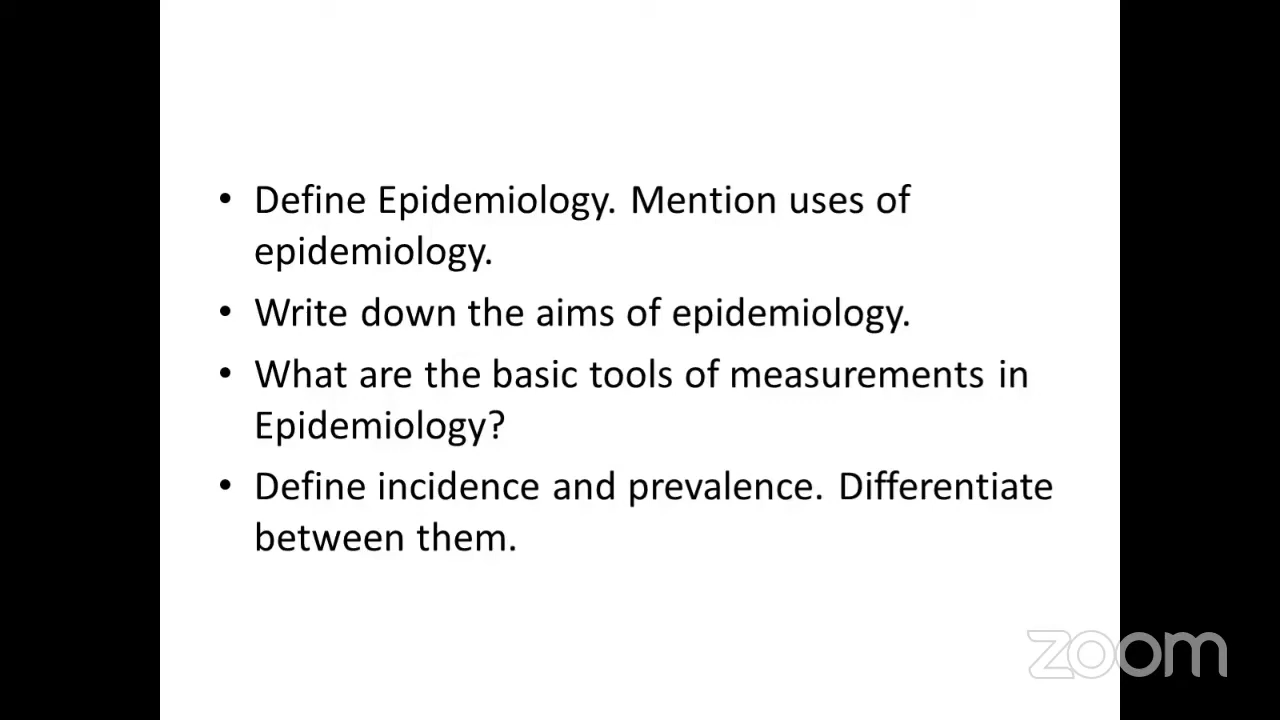 • Define Epidemiology. Mention uses of
epidemiology.
• Write down the aims of epidemiology.
• What are the basic tools of measurements in
Epidemiology?
• Define incidence and prevalence. Differentiate
between them.
zoom